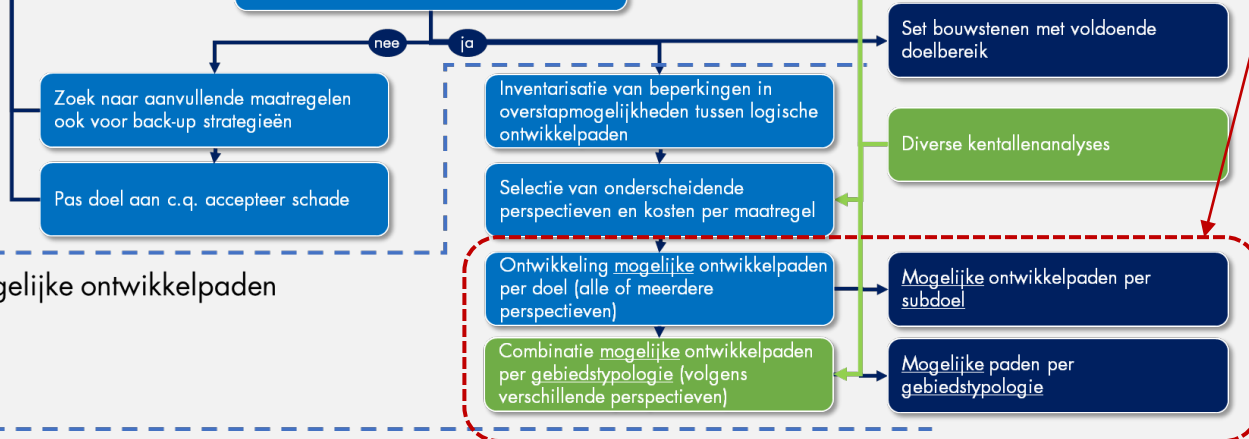 nee
ja
Set bouwstenen met voldoende
doelbereik
Zoek naar aanvullende maatregelen
ook voor back-up strategieën
Inventarisatie van beperkingen in
overstapmogelijkheden tussen logische
ontwikkelpaden
Diverse kentallenanalyses
Pas doel aan c.q. accepteer schade
Selectie van onderscheidende
perspectieven en kosten per maatregel
gelijke ontwikkelpaden
Ontwikkeling mogelijke ontwikkelpaden
per doel (alle of meerdere
perspectieven)
Mogelijke ontwikkelpaden per
subdoel
Combinatie mogelijke ontwikkelpaden
per gebiedstypologie (volgens
verschillende perspectieven)
Mogelijke paden per
gebiedstypologie